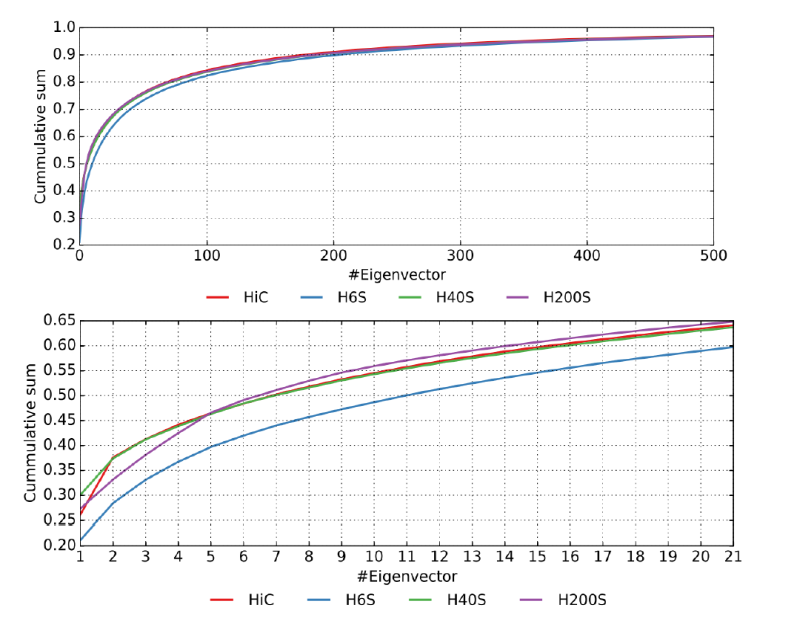 1.0
0.9
0.8
0.7
0.6
0.5
0.4
0.3
0.2
Cummulative sum
0 100 200 300 400 500
#Eigenvector
HiC H6S H40S H200S
0.65
0.60
0.55
0.50
0.45
0.40
0.35
0.30
0.25
0.20
Cummulative sum
1 2 3 4 5 6 7 8 9 10 11 12 13 14 15 16 17 18 19 20 21
#Eigenvector
HiC H6S H40S H200S